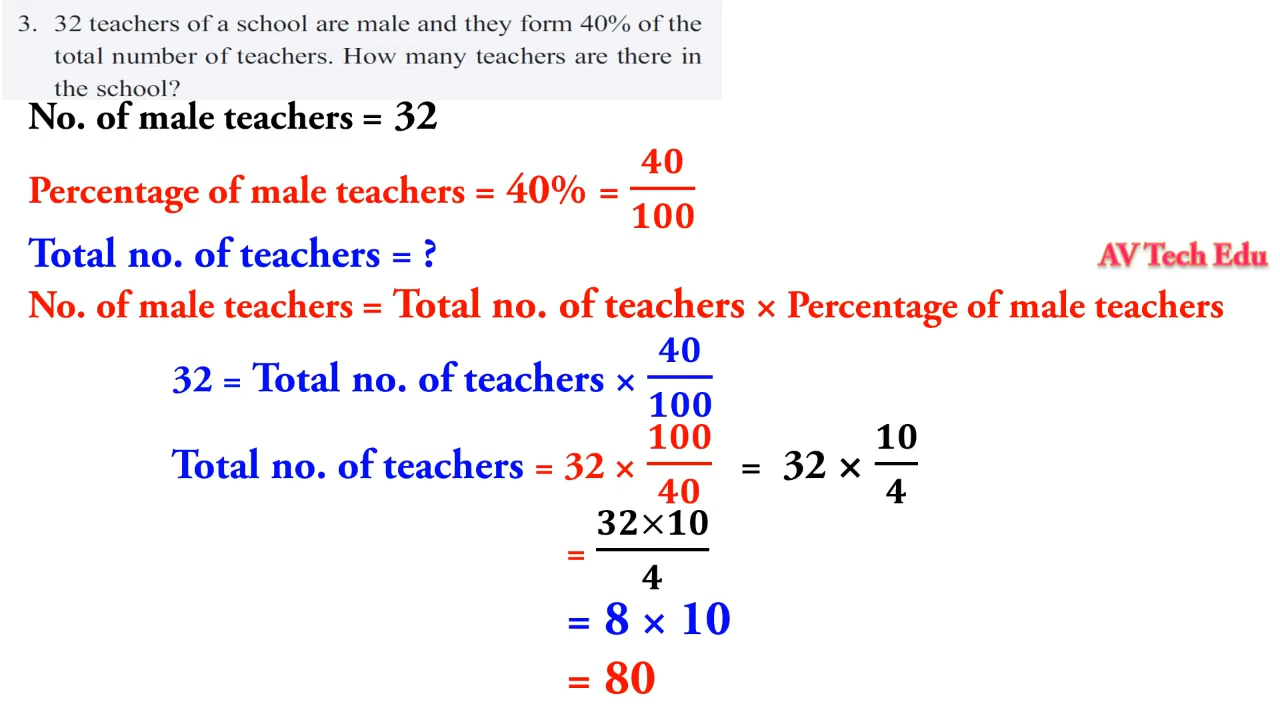 3. 32 teachers of a school are male and they form 40% of the
total number of teachers. How many teachers are there in
the school?
No. of male teachers = 32
Percentage of male teachers = 40% = 40/100
Total no. of teachers = ?
AV Tech Edu
No. of male teachers = Total no. of teachers × Percentage of male teachers
32 = Total no. of teachers × 40/100
Total no. of teachers = 32 × 100/40 = 32 × 10/4
= 32×10/4
= 8 × 10
= 80